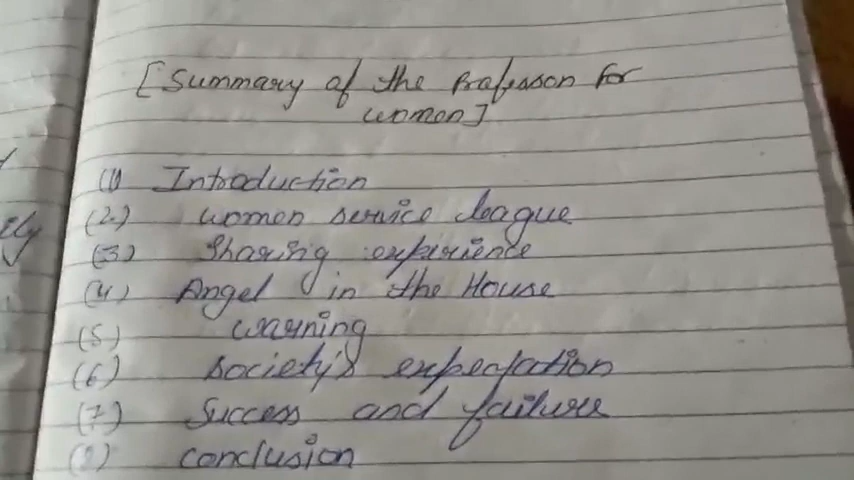 [Summary of the Profession for
women]
(1) Introduction
(2) women service league
(3) Sharing experience
(4) Angel in the House
(5) warning
(6) society's expectation
(7) Success and failure
(8) conclusion